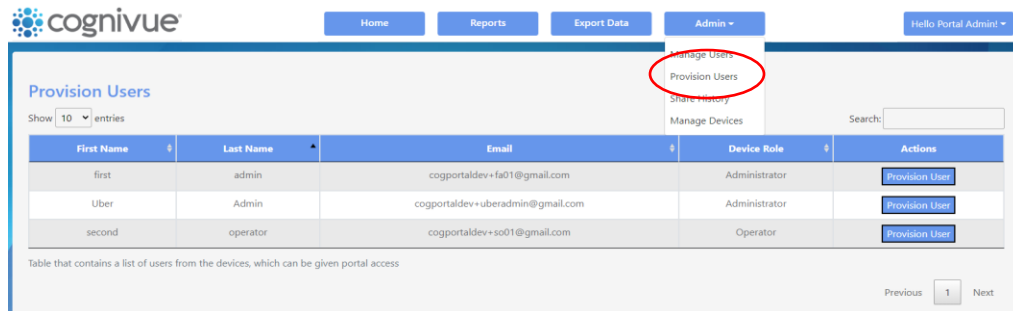 cognivue
Home Reports Export Data Admin Hello Portal Admin!
Manage Users
Provision Users
Share History
Manage Devices
Provision Users
Show 10 entries Search:
First Name Last Name Email Device Role Actions
first admin cogportaldev+fa01@gmail.com Administrator Provision User
Uber Admin cogportaldev+uberadmin@gmail.com Administrator Provision User
second operator cogportaldev+so01@gmail.com Operator Provision User
Table that contains a list of users from the devices, which can be given portal access
Previous 1 Next